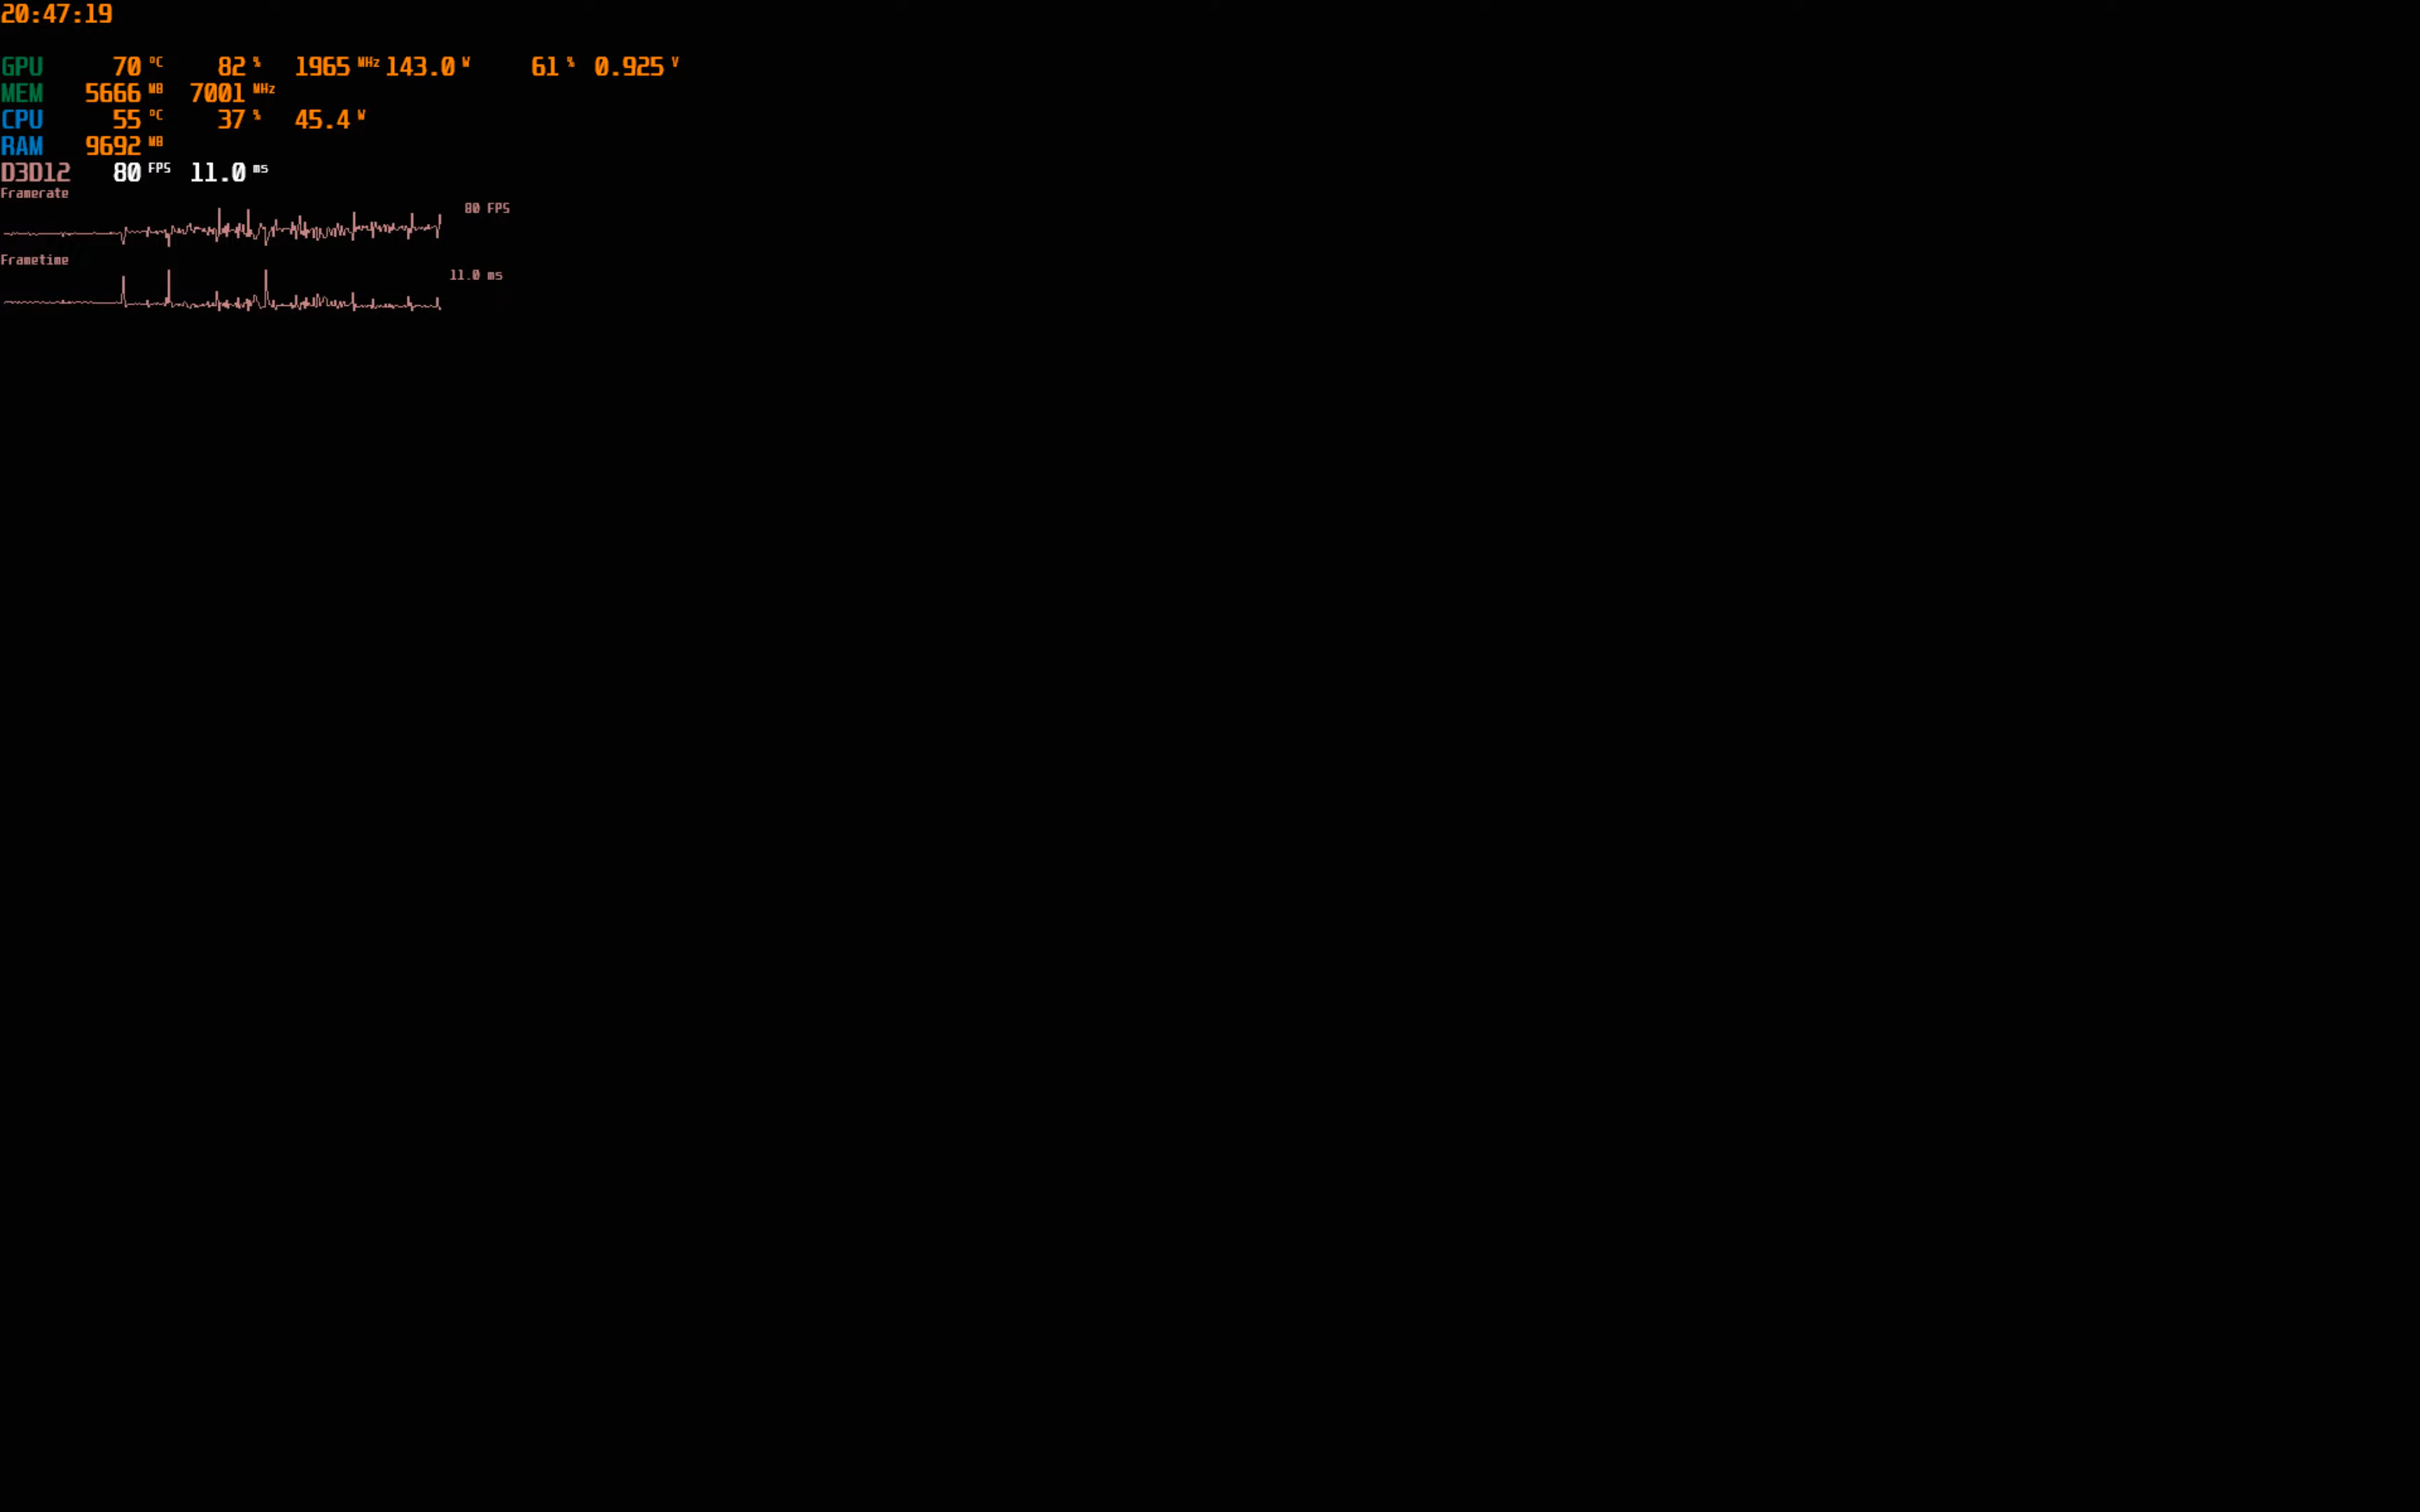 20:47:19
GPU 70 °C 82 % 1965 MHz 143.0 W 61 % 0.925 V
MEM 5666 MB 7001 MHz
CPU 55 °C 37 % 45.4 W
RAM 9692 MB
D3D12 80 FPS 11.0 ms
Framerate
80 FPS
Frametime
11.0 ms